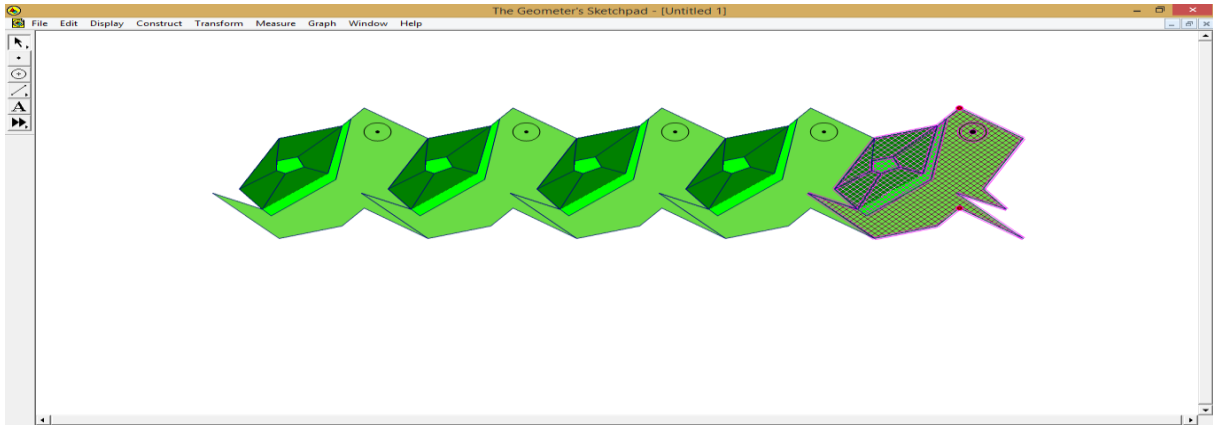 The Geometer's Sketchpad - [Untitled 1]
File Edit Display Construct Transform Measure Graph Window Help
A